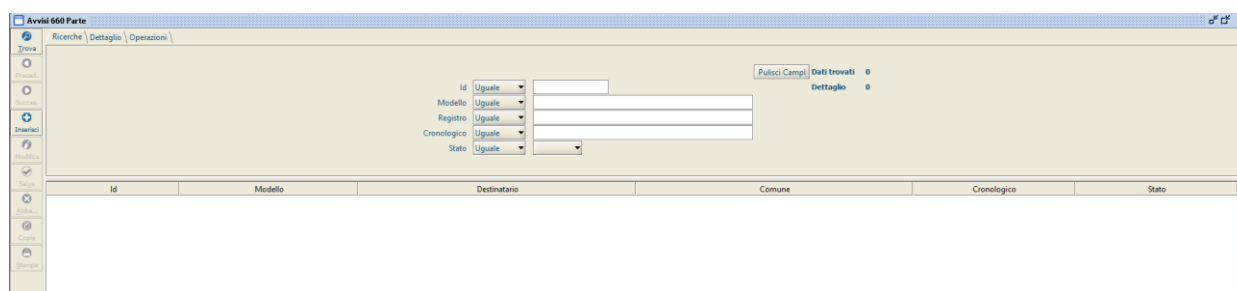 Avvisi 660 Parte
Trova
Preced.
Succes.
Inserisci
Modifica
Salva
Abba...
Copia
Stampa
Ricerche Dettaglio Operazioni
Pulisci Campi Dati trovati 0
Id Uguale Dettaglio 0
Modello Uguale
Registro Uguale
Cronologico Uguale
Stato Uguale
Id Modello Destinatario Comune Cronologico Stato